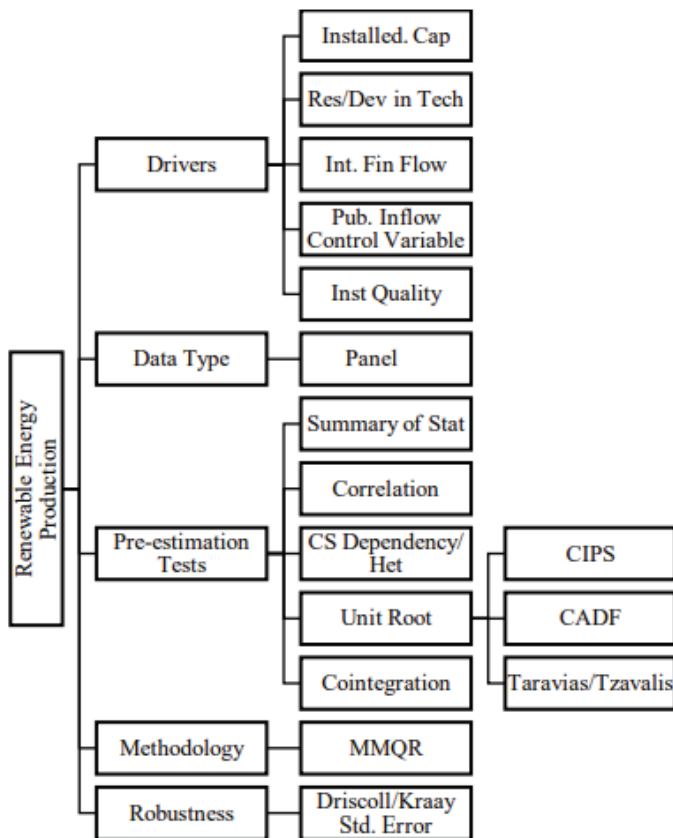 Renewable Energy
Production
Drivers
Installed. Cap
Res/Dev in Tech
Int. Fin Flow
Pub. Inflow
Control Variable
Inst Quality
Data Type
Panel
Pre-estimation
Tests
Summary of Stat
Correlation
CS Dependency/
Het
Unit Root
CIPS
CADF
Taravias/Tzavalis
Cointegration
Methodology
MMQR
Robustness
Driscoll/Kraay
Std. Error